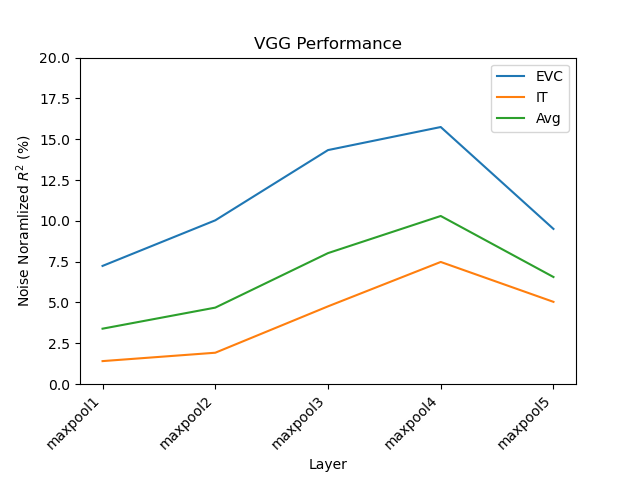 VGG Performance
Noise Noramlized R² (%)
20.0
17.5
15.0
12.5
10.0
7.5
5.0
2.5
0.0
EVC
IT
Avg
maxpool1
maxpool2
maxpool3
maxpool4
maxpool5
Layer